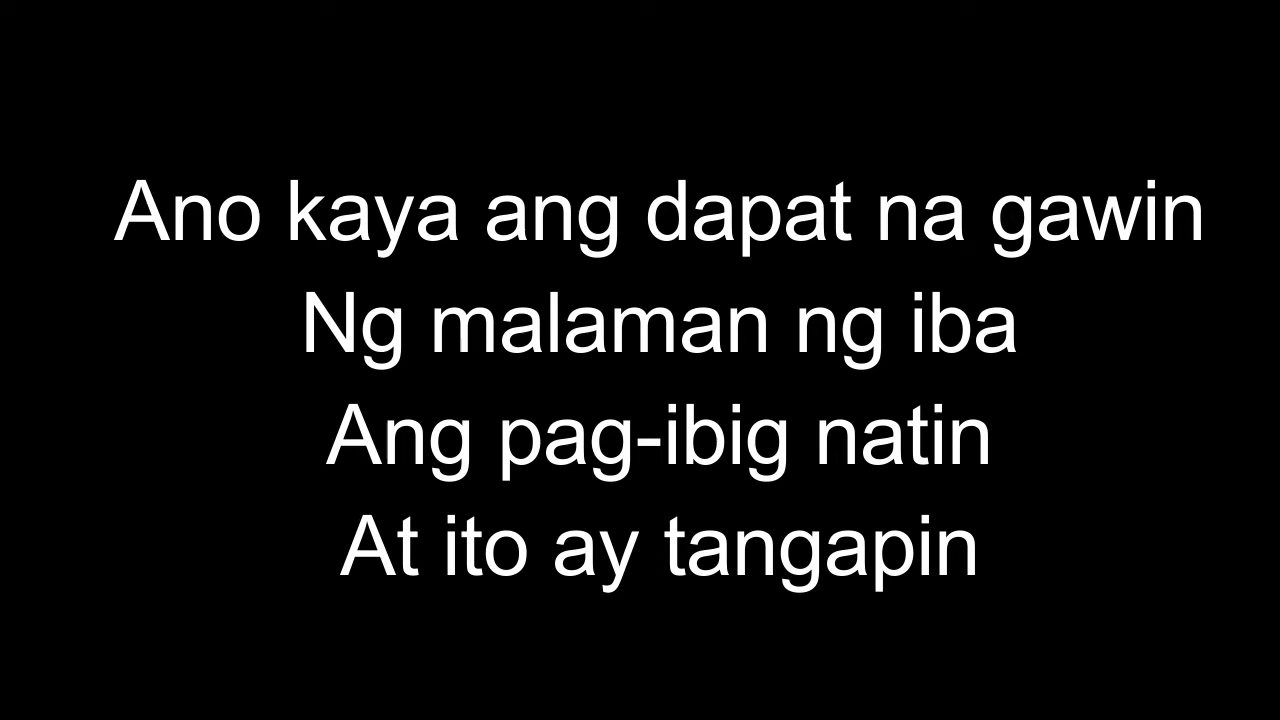 Ano kaya ang dapat na gawin
Ng malaman ng iba
Ang pag-ibig natin
At ito ay tangapin